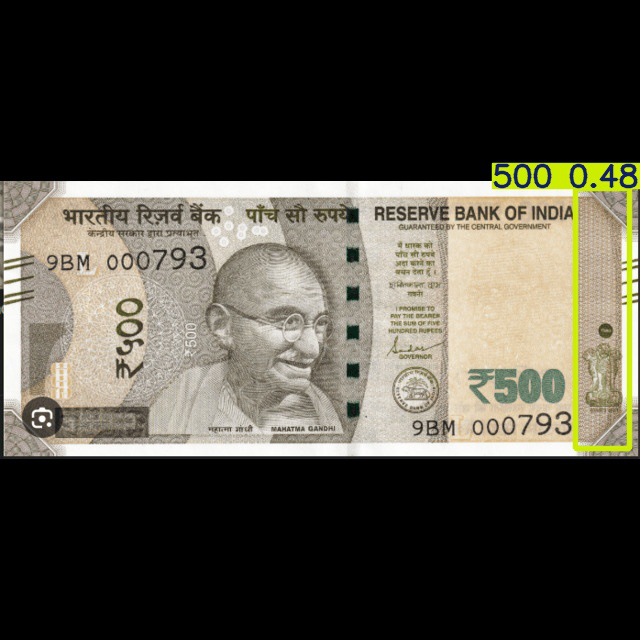 500 0.48
भारतीय रिज़र्व बैंक
केन्द्रीय सरकार द्वारा प्रत्याभूत
पाँच सौ रुपये
RESERVE BANK OF INDIA
GUARANTEED BY THE CENTRAL GOVERNMENT
9BM 000793
मैं धारक को
पाँच सौ रुपये
अदा करने का
वचन देता हूँ ।
I PROMISE TO
PAY THE BEARER
THE SUM OF FIVE
HUNDRED RUPEES
GOVERNOR
₹५००
₹500
₹500
महात्मा गांधी MAHATMA GANDHI
9BM 000793